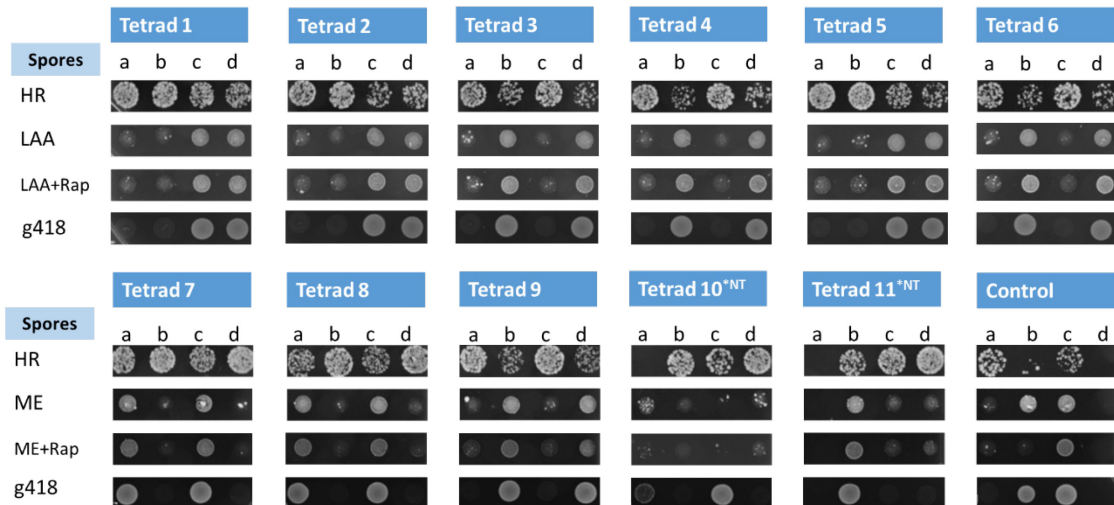 Tetrad 1 Tetrad 2 Tetrad 3 Tetrad 4 Tetrad 5 Tetrad 6
Spores a b c d a b c d a b c d a b c d a b c d a b c d
HR
LAA
LAA+Rap
g418
Tetrad 7 Tetrad 8 Tetrad 9 Tetrad 10*NT Tetrad 11*NT Control
Spores a b c d a b c d a b c d a b c d a b c d a b c d
HR
ME
ME+Rap
g418